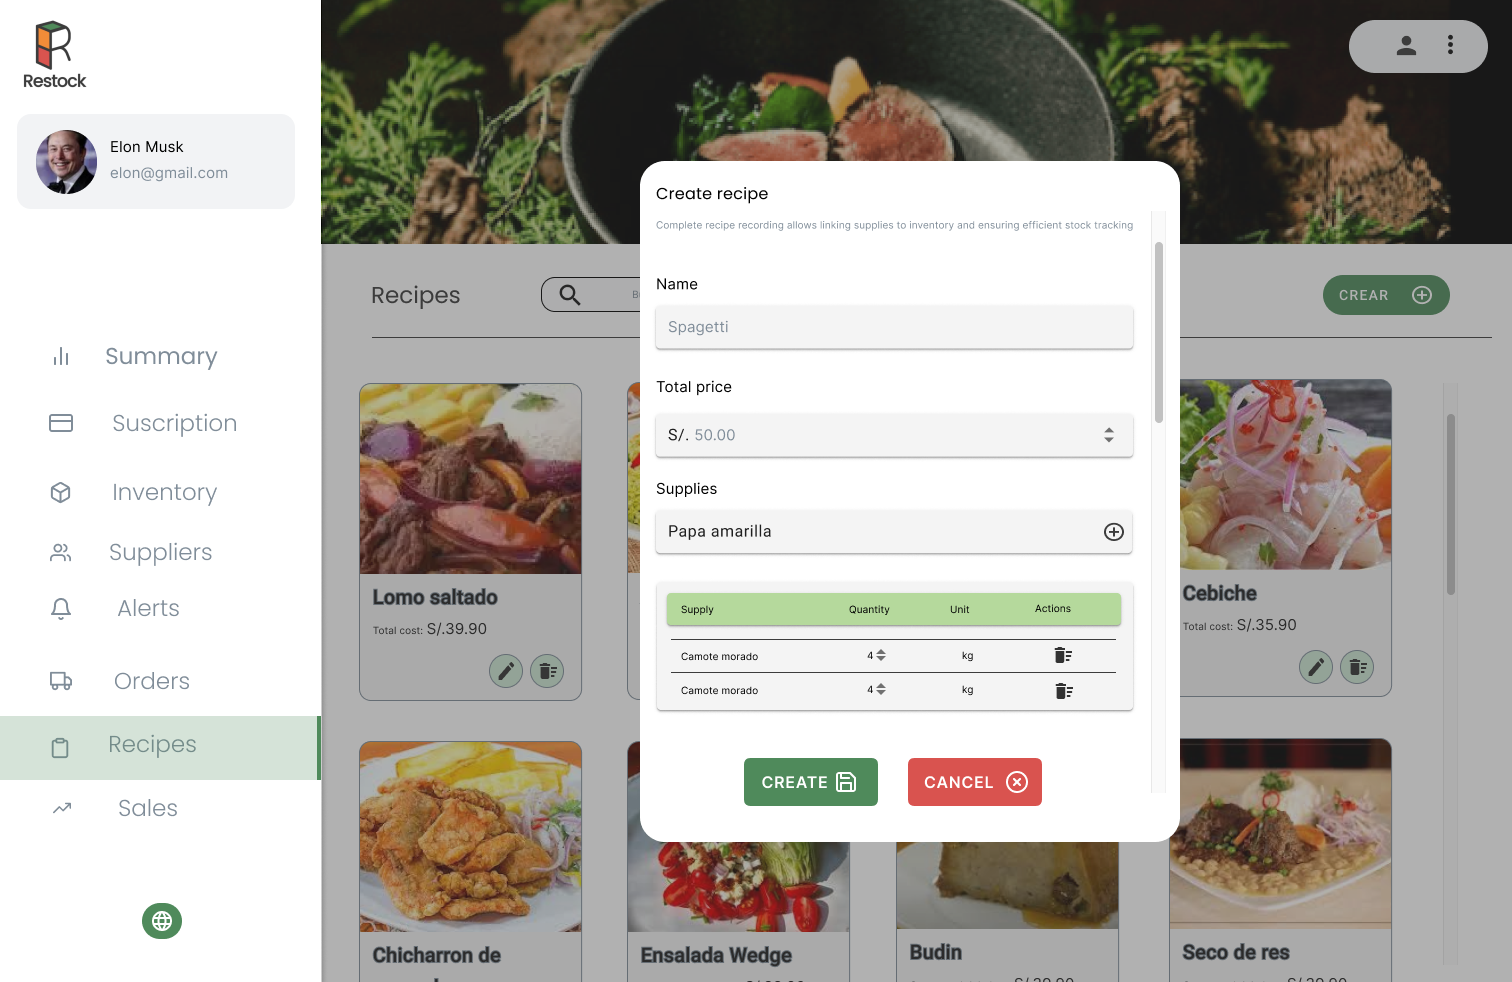 Restock
Elon Musk
elon@gmail.com
Summary
Suscription
Inventory
Suppliers
Alerts
Orders
Recipes
Sales
Recipes
CREAR
Lomo saltado
Total cost: S/.39.90
Cebiche
Total cost: S/.35.90
Chicharron de
Ensalada Wedge
Budin
Seco de res
Create recipe
Complete recipe recording allows linking supplies to inventory and ensuring efficient stock tracking
Name
Spagetti
Total price
S/. 50.00
Supplies
Papa amarilla
Supply Quantity Unit Actions
Camote morado 4 kg
Camote morado 4 kg
CREATE
CANCEL